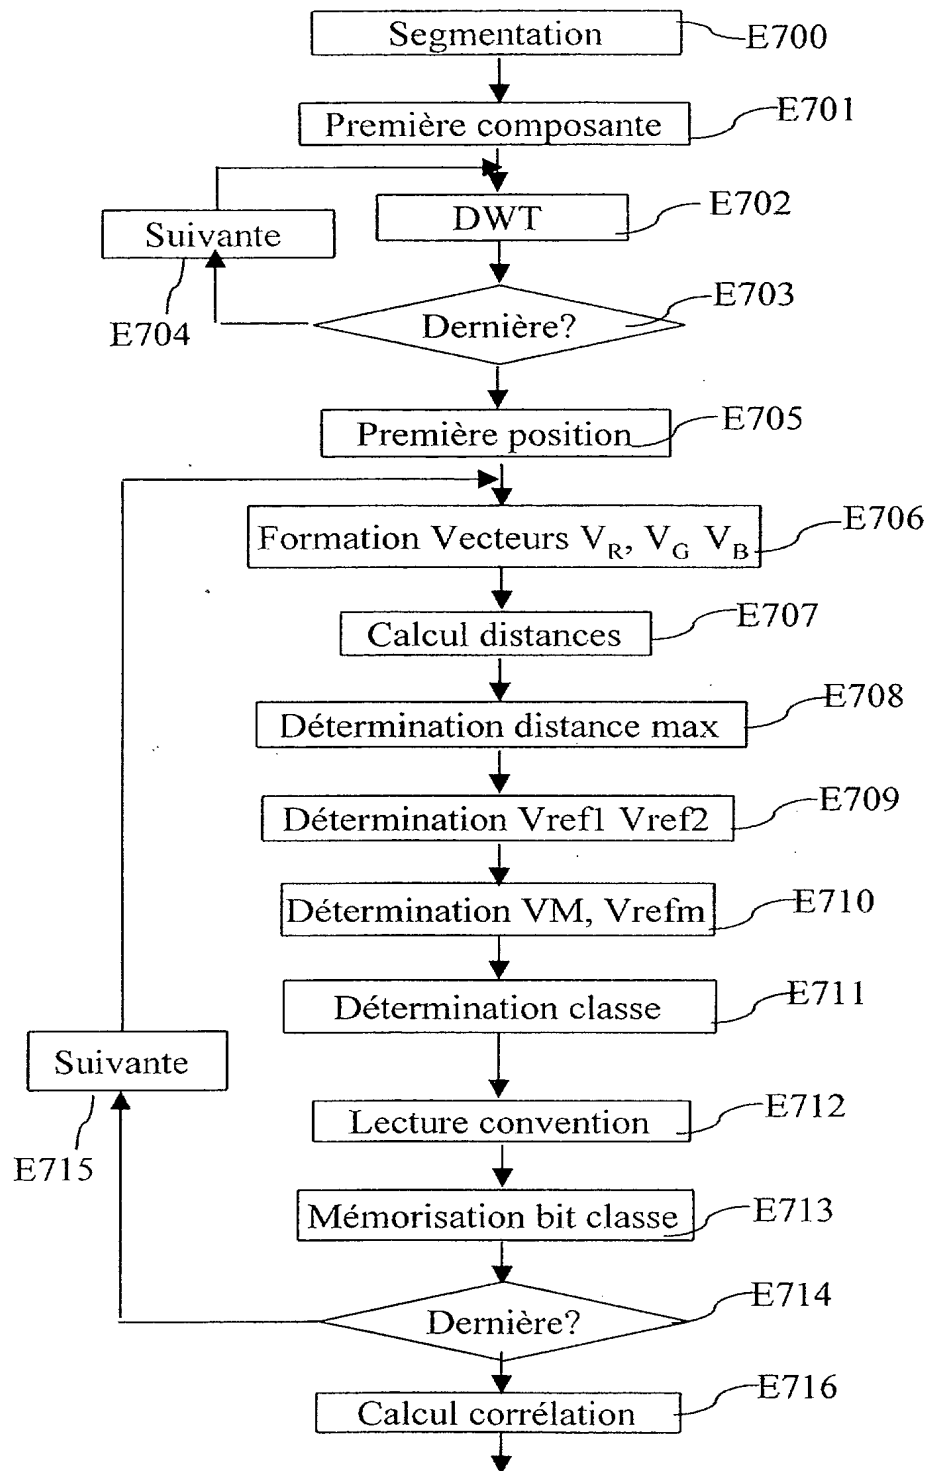 Segmentation
E700
Première composante
E701
DWT
E702
Suivante
E704
Dernière?
E703
Première position
E705
Formation Vecteurs V_R, V_G V_B
E706
Calcul distances
E707
Détermination distance max
E708
Détermination Vref1 Vref2
E709
Détermination VM, Vrefm
E710
Détermination classe
E711
Suivante
E715
Lecture convention
E712
Mémorisation bit classe
E713
Dernière?
E714
Calcul corrélation
E716